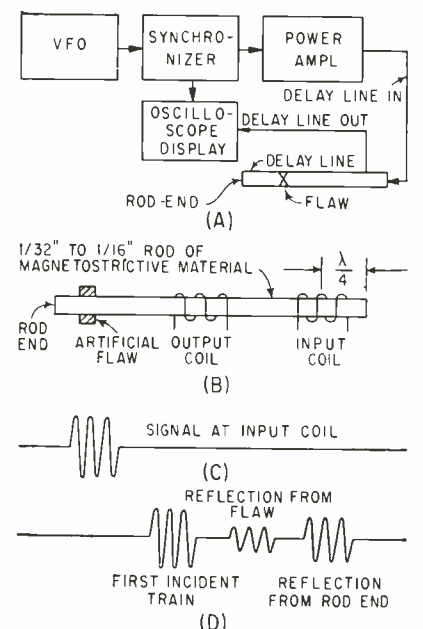 VFO
SYNCHRO-
NIZER
POWER
AMPL
DELAY LINE IN
OSCILLO-
SCOPE
DISPLAY
DELAY LINE OUT
DELAY LINE
ROD-END
FLAW
(A)
1/32" TO 1/16" ROD OF
MAGNETOSTRICTIVE MATERIAL
λ
4
ROD
END
ARTIFICIAL
FLAW
OUTPUT
COIL
INPUT
COIL
(B)
SIGNAL AT INPUT COIL
(C)
REFLECTION FROM
FLAW
FIRST INCIDENT
TRAIN
REFLECTION
FROM ROD END
(D)